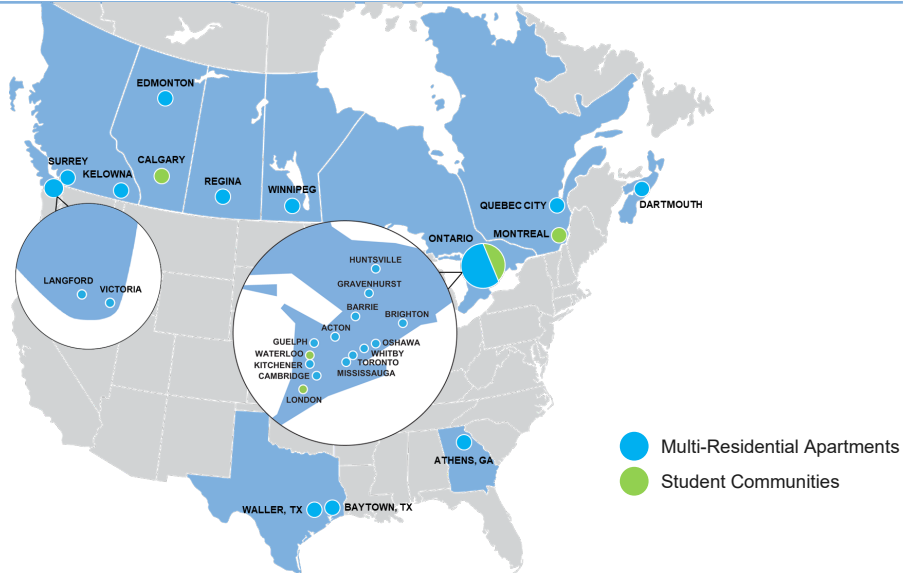 EDMONTON
SURREY
KELOWNA
CALGARY
REGINA
WINNIPEG
QUEBEC CITY
DARTMOUTH
MONTREAL
ONTARIO
LANGFORD
VICTORIA
HUNTSVILLE
GRAVENHURST
BARRIE
BRIGHTON
ACTON
GUELPH
OSHAWA
WATERLOO
WHITBY
KITCHENER
TORONTO
CAMBRIDGE
MISSISSAUGA
LONDON
ATHENS, GA
WALLER, TX
BAYTOWN, TX
Multi-Residential Apartments
Student Communities